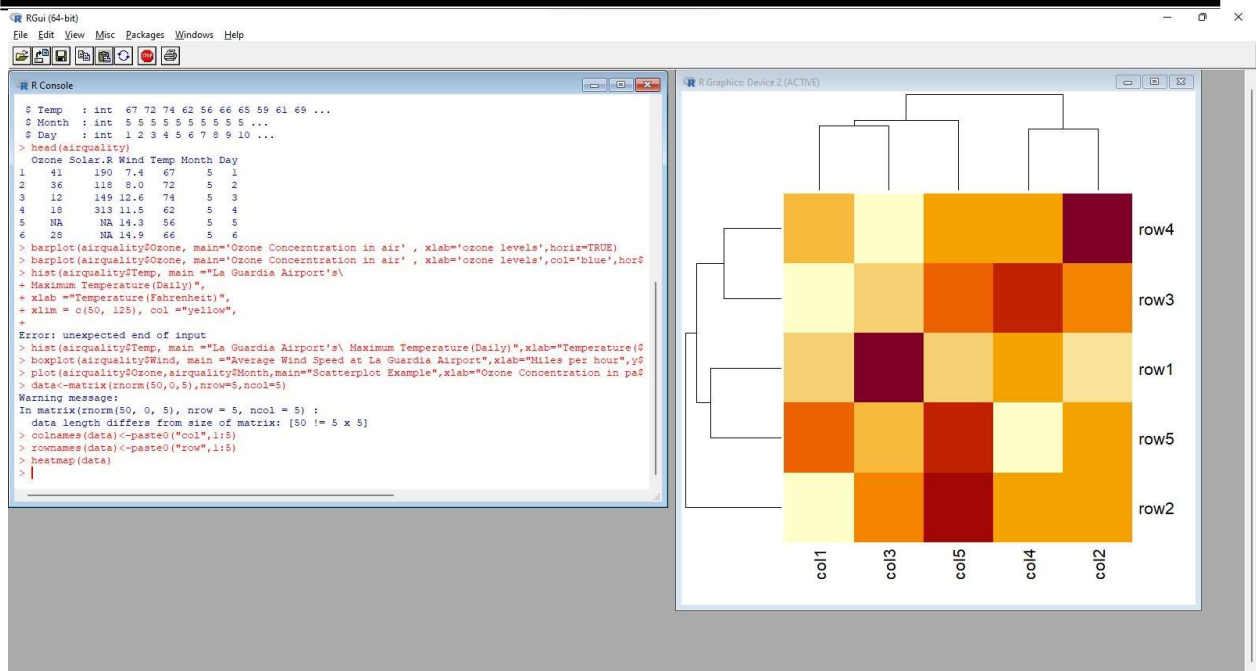 RGui (64-bit)
File Edit View Misc Packages Windows Help
STOP
R Console
$ Temp   : int  67 72 74 62 56 66 65 59 61 69 ...
$ Month  : int  5 5 5 5 5 5 5 5 5 5 ...
$ Day    : int  1 2 3 4 5 6 7 8 9 10 ...
> head(airquality)
  Ozone Solar.R Wind Temp Month Day
1    41     190  7.4   67     5   1
2    36     118  8.0   72     5   2
3    12     149 12.6   74     5   3
4    18     313 11.5   62     5   4
5    NA      NA 14.3   56     5   5
6    28      NA 14.9   66     5   6
> barplot(airquality$Ozone, main='Ozone Concerntration in air' , xlab='ozone levels',horiz=TRUE)
> barplot(airquality$Ozone, main='Ozone Concerntration in air' , xlab='ozone levels',col='blue',hor$
> hist(airquality$Temp, main ="La Guardia Airport's\
+ Maximum Temperature(Daily)",
+ xlab ="Temperature(Fahrenheit)",
+ xlim = c(50, 125), col ="yellow",
+
Error: unexpected end of input
> hist(airquality$Temp, main ="La Guardia Airport's\ Maximum Temperature(Daily)",xlab="Temperature($
> boxplot(airquality$Wind, main ="Average Wind Speed at La Guardia Airport",xlab="Miles per hour",y$
> plot(airquality$Ozone,airquality$Month,main="Scatterplot Example",xlab="Ozone Concentration in pa$
> data<-matrix(rnorm(50,0,5),nrow=5,ncol=5)
Warning message:
In matrix(rnorm(50, 0, 5), nrow = 5, ncol = 5) :
  data length differs from size of matrix: [50 != 5 x 5]
> colnames(data)<-paste0("col",1:5)
> rownames(data)<-paste0("row",1:5)
> heatmap(data)
>
R Graphics: Device 2 (ACTIVE)
row4
row3
row1
row5
row2
col1
col3
col5
col4
col2